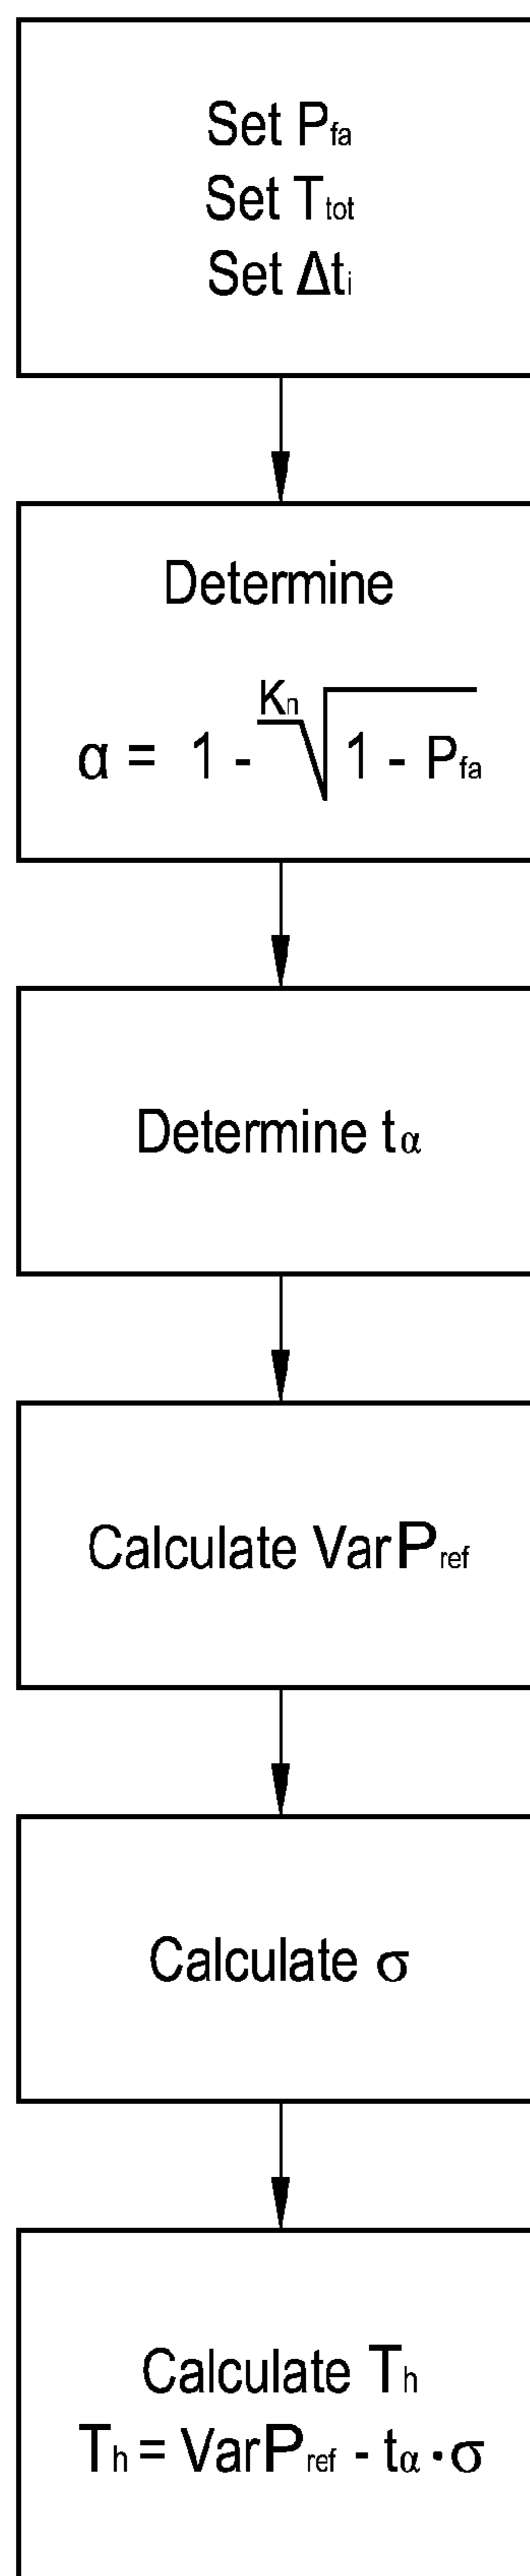 Set Pfa
Set Ttot
Set Δti
Determine
α = 1 - Kn√1 - Pfa
Determine tα
Calculate VarPref
Calculate σ
Calculate Th
Th = VarPref - tα·σ